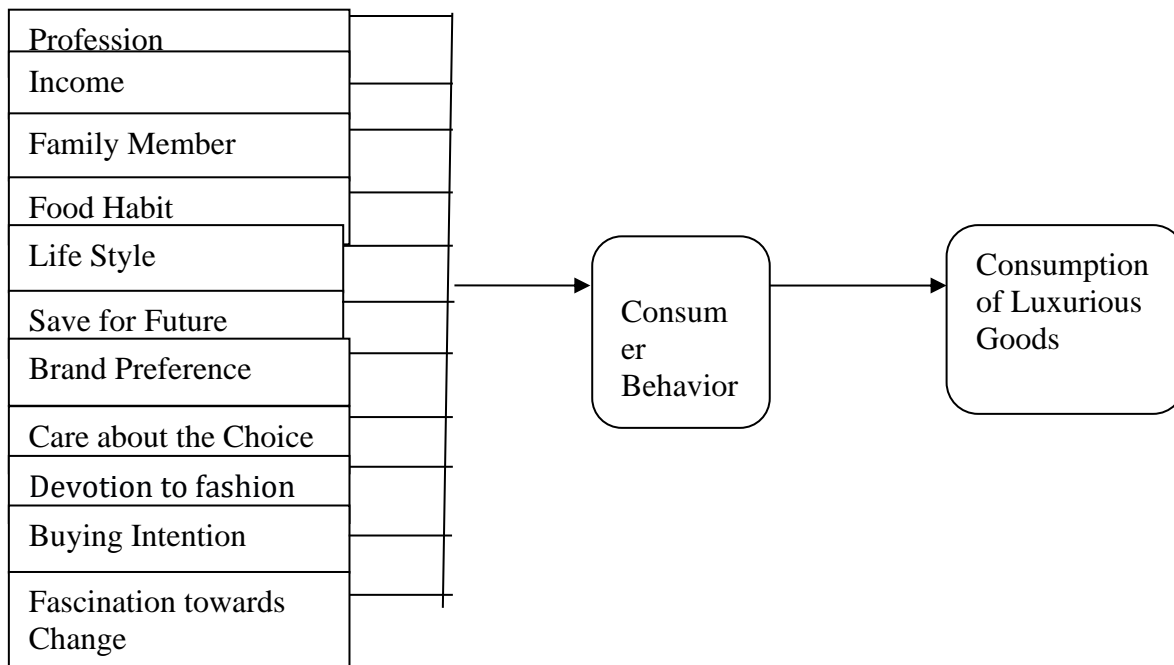 Profession
Income
Family Member
Food Habit
Life Style
Save for Future
Brand Preference
Care about the Choice
Devotion to fashion
Buying Intention
Fascination towards
Change
Consum
er
Behavior
Consumption
of Luxurious
Goods